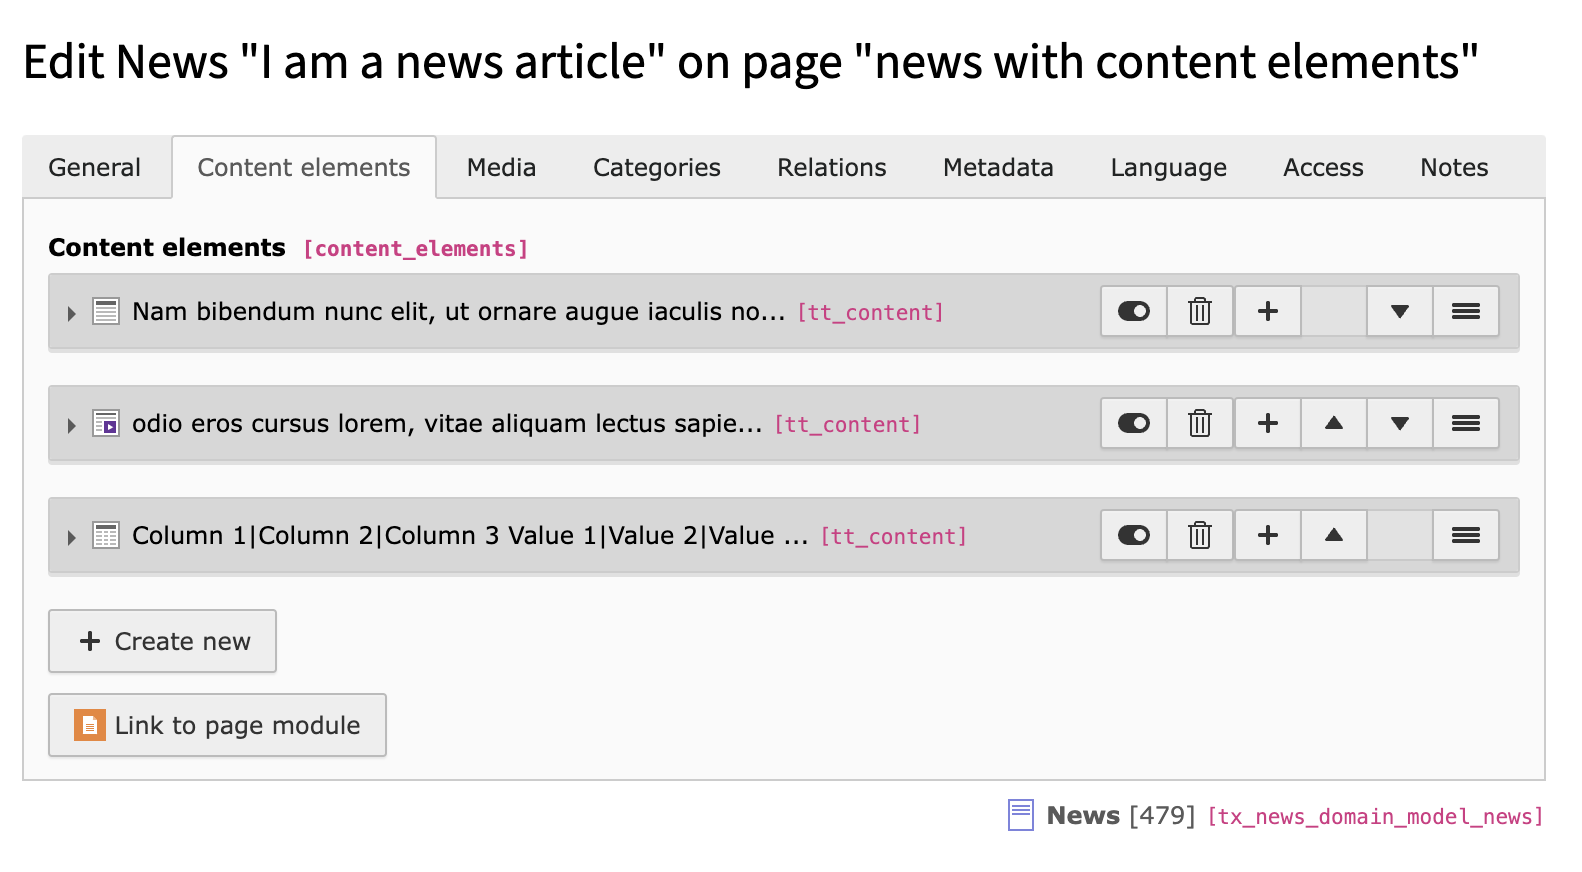 Edit News "I am a news article" on page "news with content elements"
General Content elements Media Categories Relations Metadata Language Access Notes
Content elements [content_elements]
Nam bibendum nunc elit, ut ornare augue iaculis no... [tt_content]
odio eros cursus lorem, vitae aliquam lectus sapie... [tt_content]
Column 1|Column 2|Column 3 Value 1|Value 2|Value ... [tt_content]
Create new
Link to page module
News [479] [tx_news_domain_model_news]